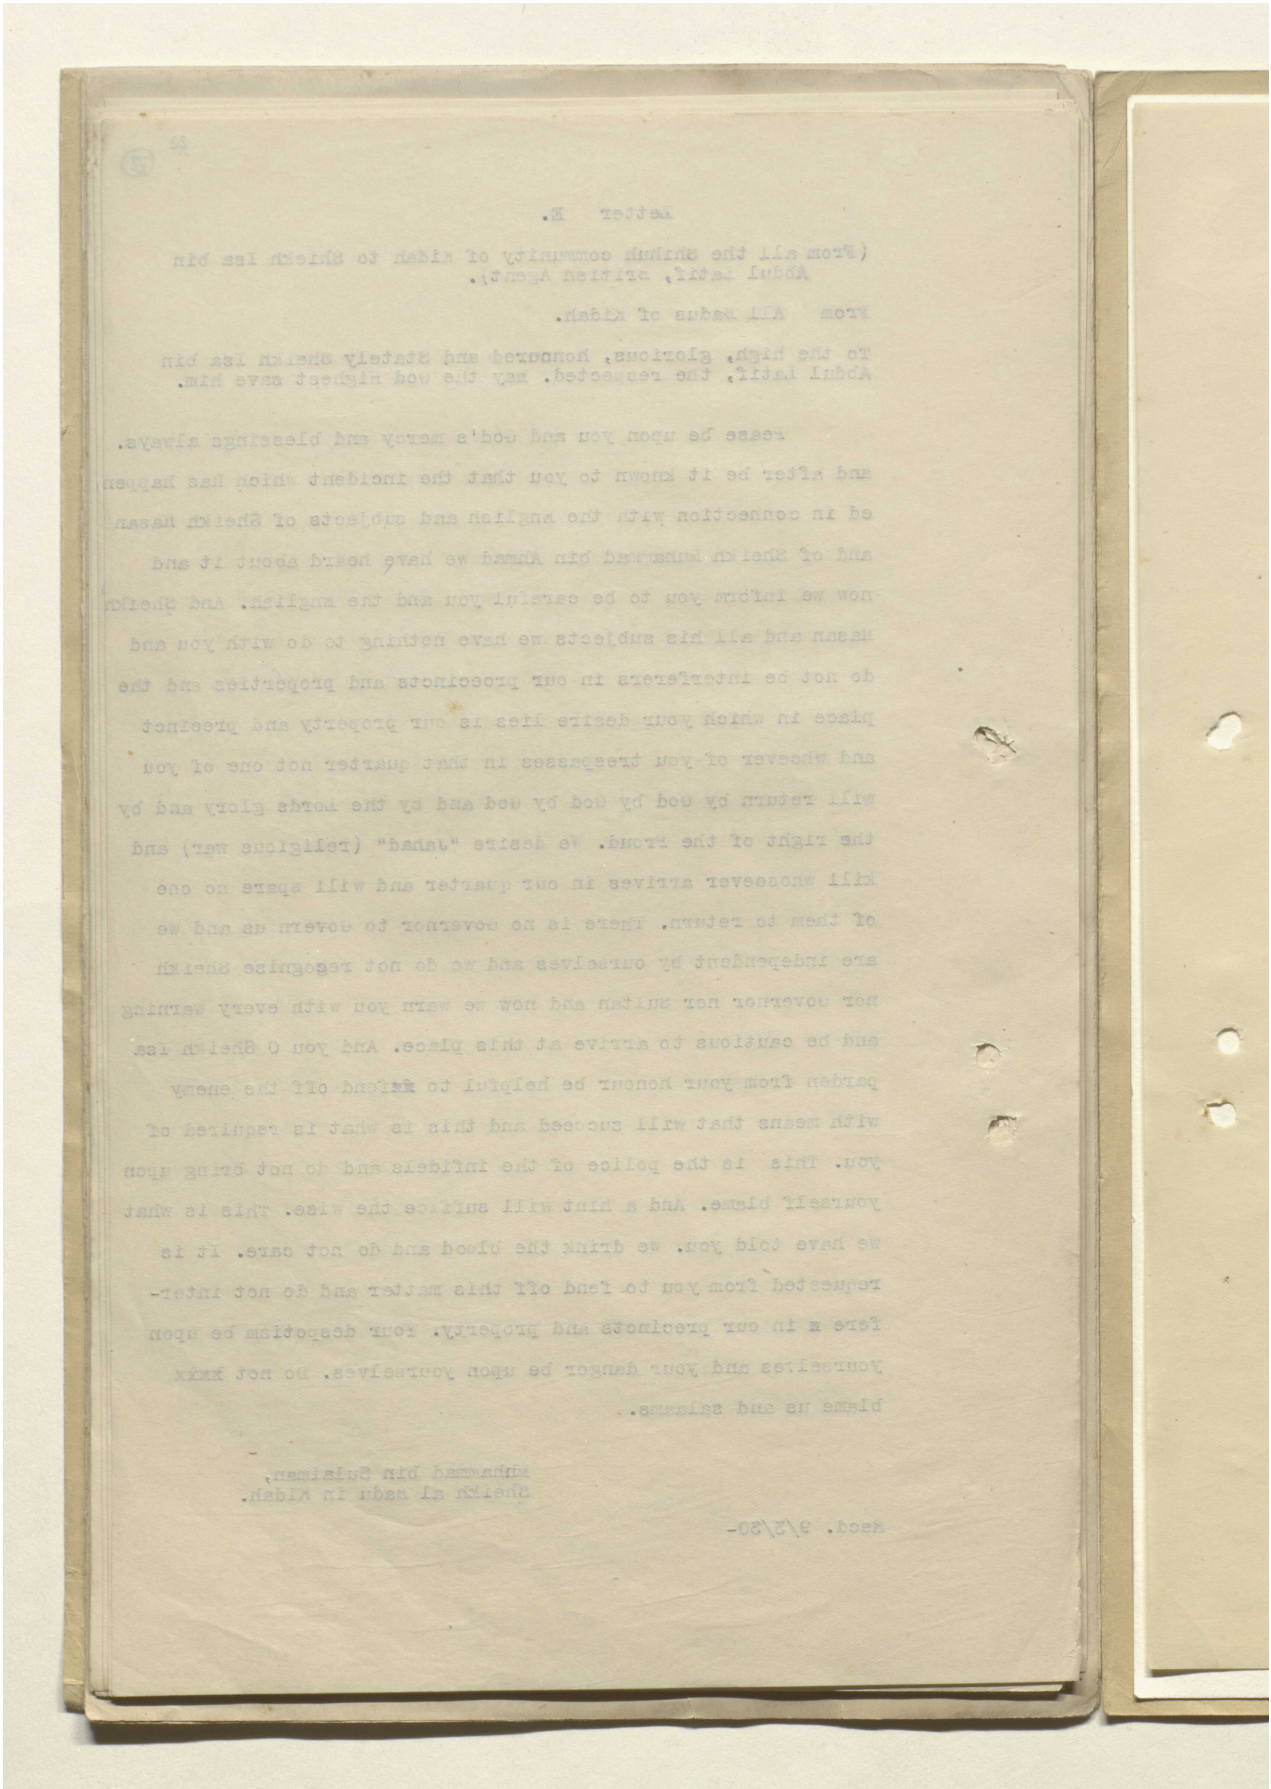 22
Letter E.
(From all the Shihuh community of Kidah to Shiekh Isa bin
Abdul Latif, British Agent).
From All Badus of Kidah.
To the high, glorious, honoured and Stately Sheikh Isa bin
Abdul Latif, the respected. May the God Highest save him.
Peace be upon you and God's mercy and blessings always.
and after be it known to you that the incident which has happen
ed in connection with the English and subjects of Sheikh Hasan
and of Sheikh Muhammad bin Ahmad we have heard about it and
now we inform you to be careful you and the English. And Sheikh
Hasan and all his subjects we have nothing to do with you and
do not be interferers in our precincts and properties and the
place in which your desire lies is our property and precinct
and whoever of you trespasses in that quarter not one of you
will return by God by God by God and by the Lords glory and by
the right of the Proud. We desire "Jahad" (religious war) and
kill whosoever arrives in our quarter and will spare no one
of them to return. There is no Governor to Govern us and we
are independent by ourselves and we do not recognise Sheikh
nor Governor nor Sultan and now we warn you with every warning
and be cautious to arrive at this place. And you O Sheikh Isa
parden from your honour be helpful to fend off the enemy
with means that will succeed and this is what is required of
you. This is the police of the infidels and do not bring upon
yourself blame. And a hint will suffice the wise. This is what
we have told you. We drink the blood and do not care. It is
requested from you to fend off this matter and do not inter-
fere in our precincts and property. Your despotism be upon
yourselves and your danger be upon yourselves. Do not xxxx
blame us and salaams.
Muhammad bin Sulaiman,
Sheikh al Badu in Kidah.
Recd. 9/3/30-